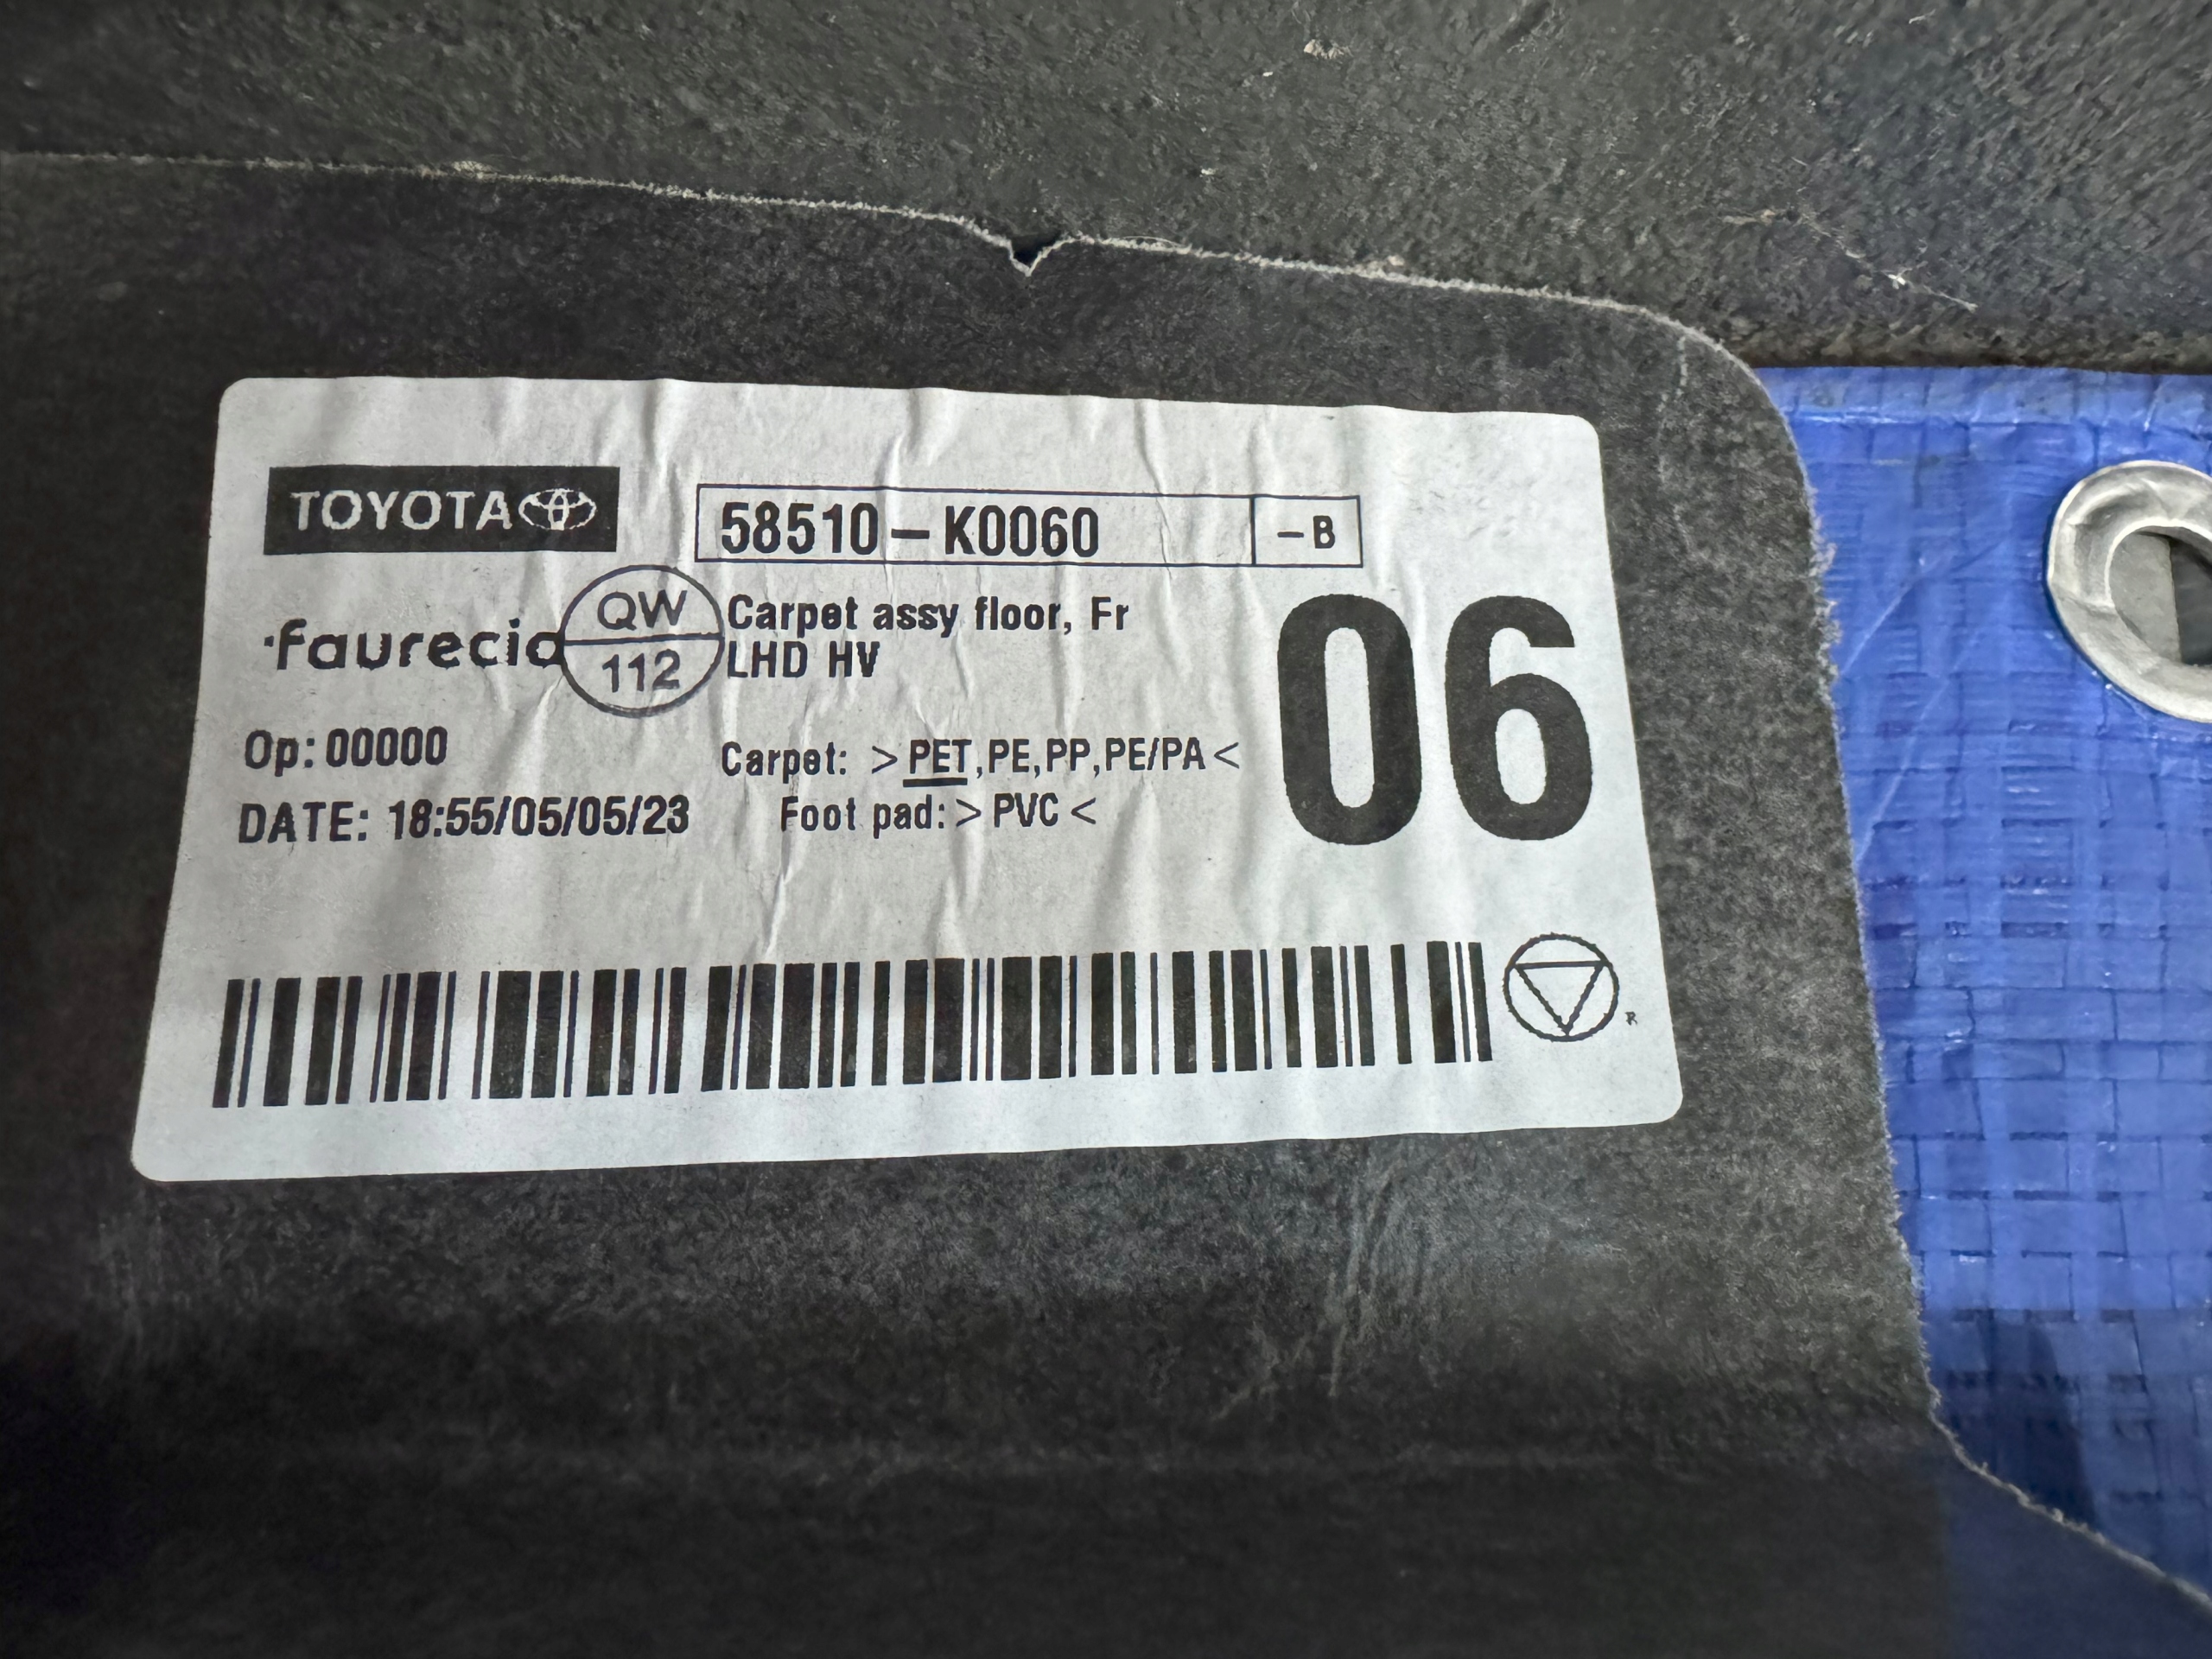 TOYOTA
58510-K0060 -B
faurecia
QW
112
Carpet assy floor, Fr
LHD HV
06
Op: 00000
Carpet: >PET,PE,PP,PE/PA<
DATE: 18:55/05/05/23
Foot pad: >PVC<
R